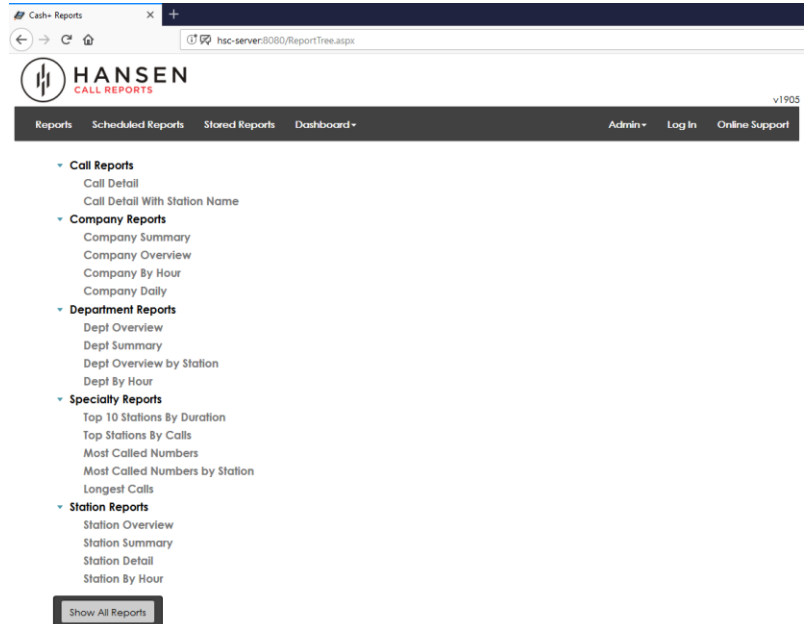 Cash+ Reports
hsc-server:8080/ReportTree.aspx
HANSEN
CALL REPORTS
v1905
Reports Scheduled Reports Stored Reports Dashboard Admin Log In Online Support
Call Reports
Call Detail
Call Detail With Station Name
Company Reports
Company Summary
Company Overview
Company By Hour
Company Daily
Department Reports
Dept Overview
Dept Summary
Dept Overview by Station
Dept By Hour
Specialty Reports
Top 10 Stations By Duration
Top Stations By Calls
Most Called Numbers
Most Called Numbers by Station
Longest Calls
Station Reports
Station Overview
Station Summary
Station Detail
Station By Hour
Show All Reports